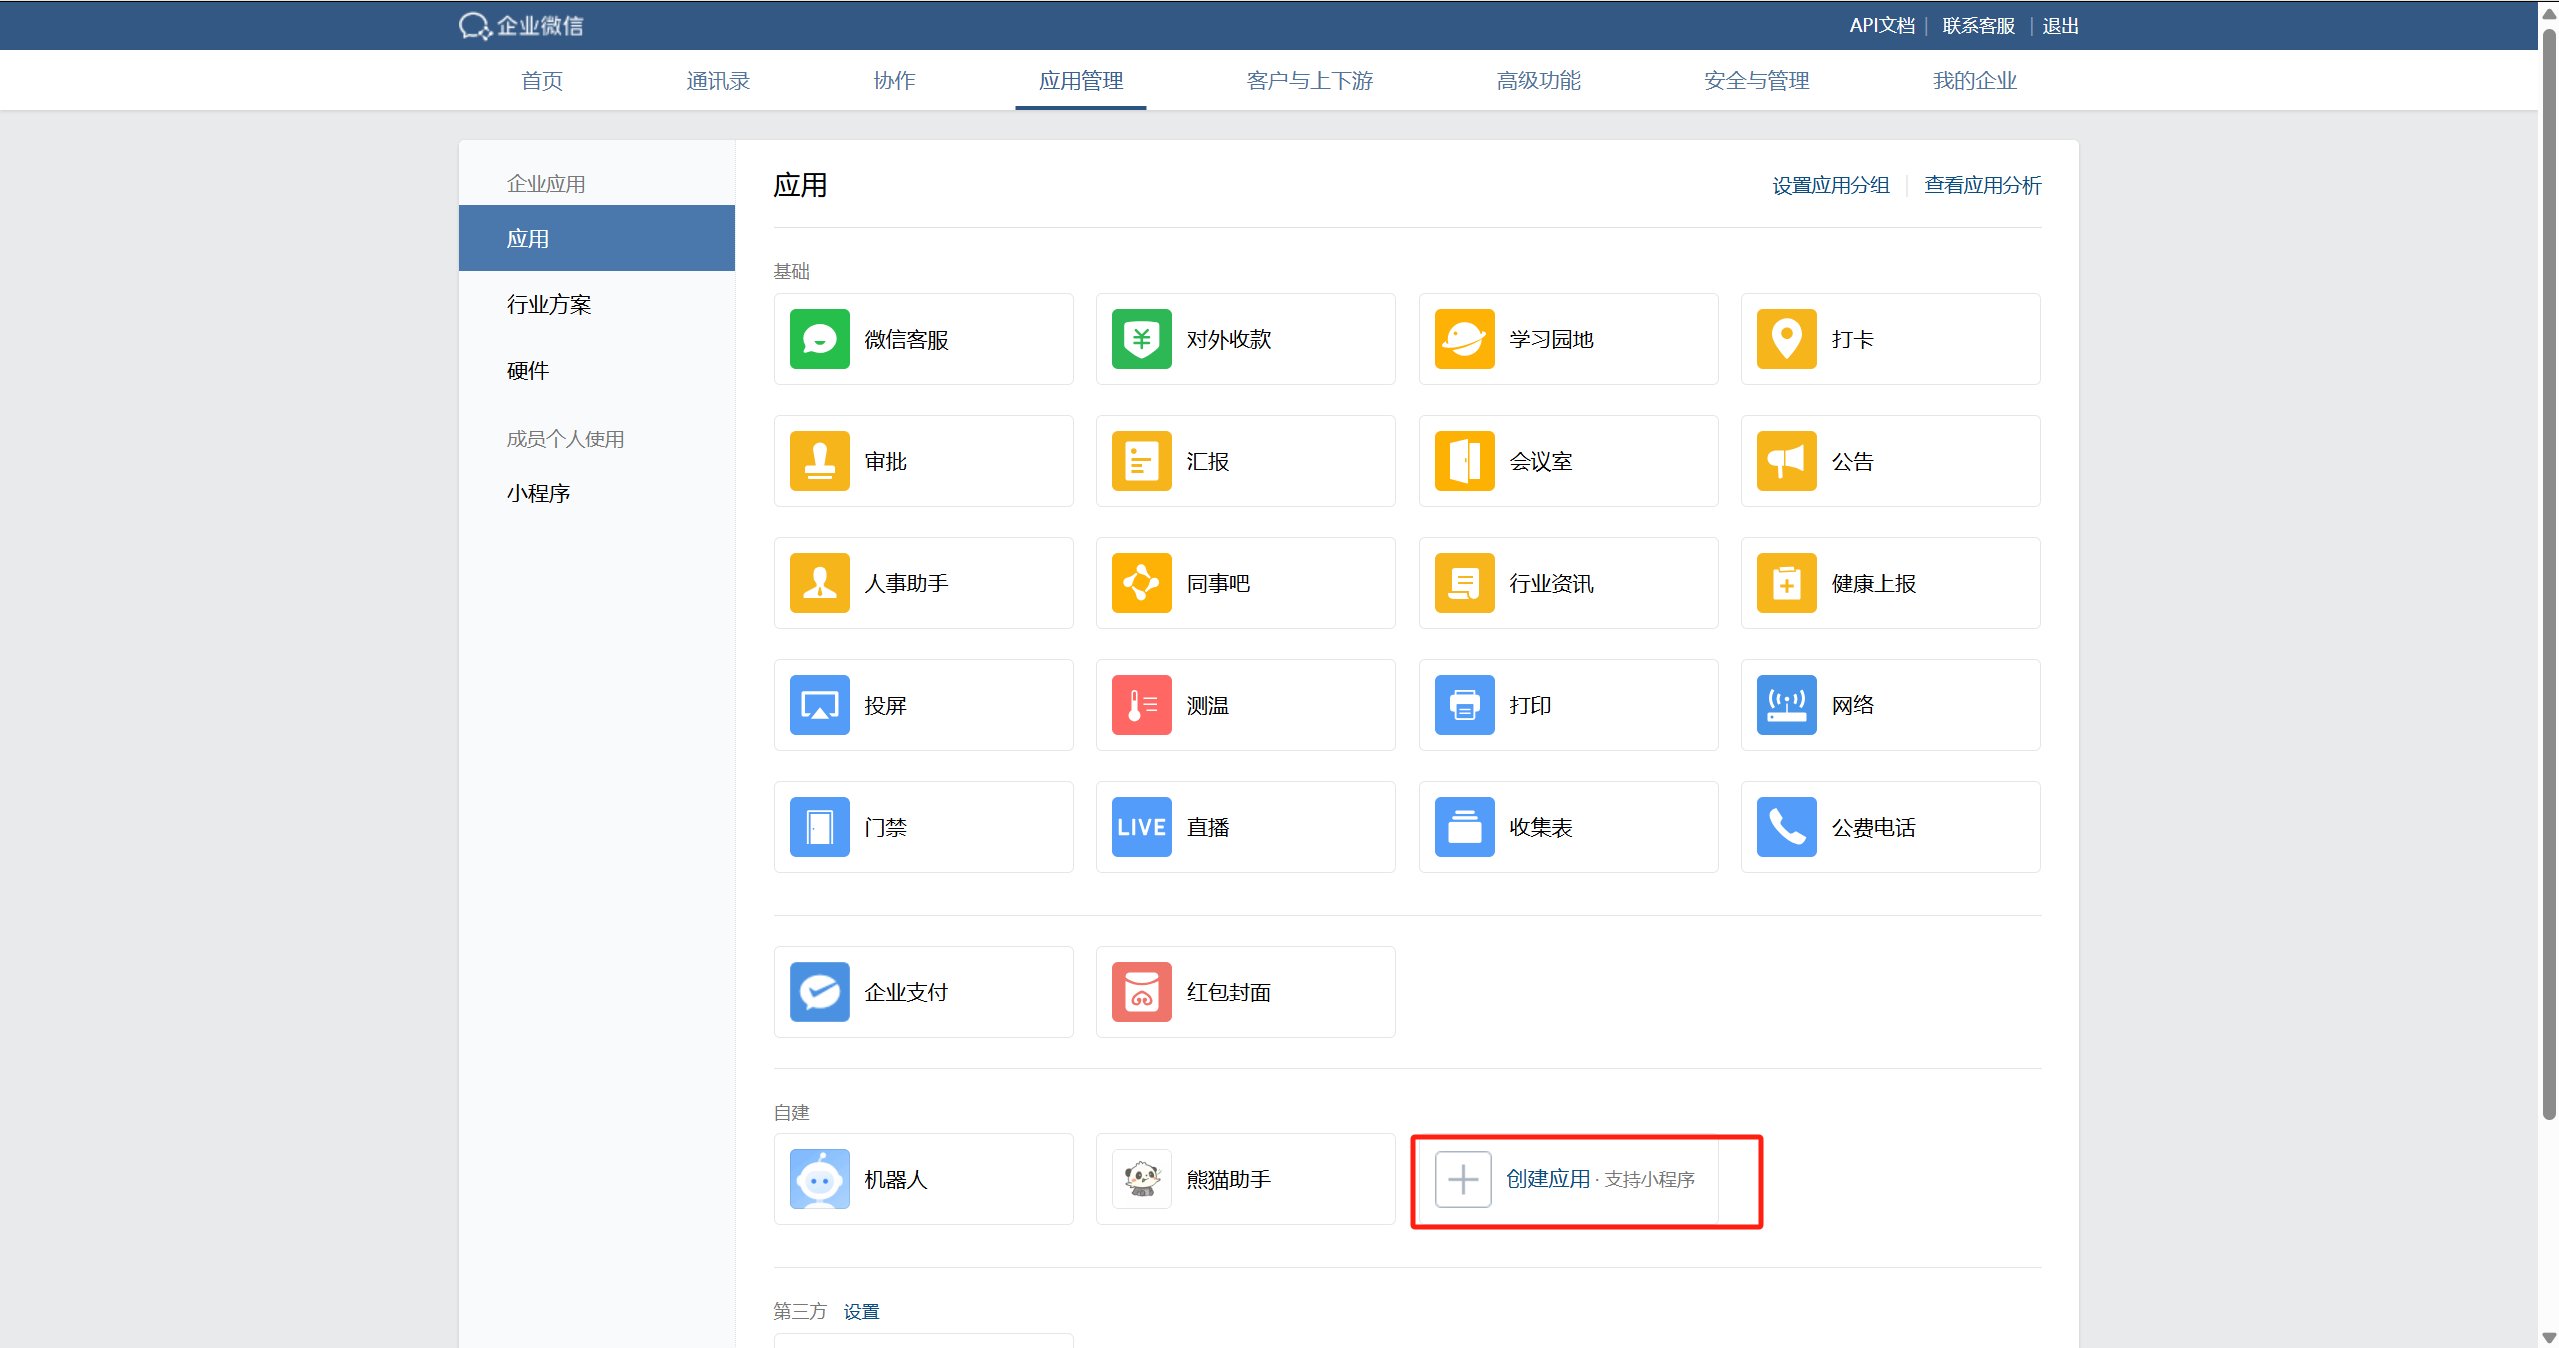 企业微信
API文档 | 联系客服 | 退出
首页 通讯录 协作 应用管理 客户与上下游 高级功能 安全与管理 我的企业
企业应用
应用
行业方案
硬件
成员个人使用
小程序
应用
设置应用分组 查看应用分析
基础
微信客服 对外收款 学习园地 打卡
审批 汇报 会议室 公告
人事助手 同事吧 行业资讯 健康上报
投屏 测温 打印 网络
门禁 LIVE 直播 收集表 公费电话
企业支付 红包封面
自建
机器人 熊猫助手 创建应用 · 支持小程序
第三方 设置